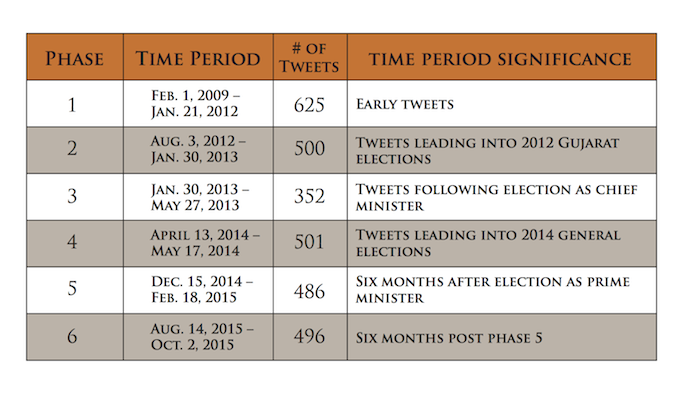 Phase Time Period # of Tweets Time Period Significance
1 Feb. 1, 2009 – Jan. 21, 2012 625 Early tweets
2 Aug. 3, 2012 – Jan. 30, 2013 500 Tweets leading into 2012 Gujarat elections
3 Jan. 30, 2013 – May 27, 2013 352 Tweets following election as chief minister
4 April 13, 2014 – May 17, 2014 501 Tweets leading into 2014 general elections
5 Dec. 15, 2014 – Feb. 18, 2015 486 Six months after election as prime minister
6 Aug. 14, 2015 – Oct. 2, 2015 496 Six months post phase 5